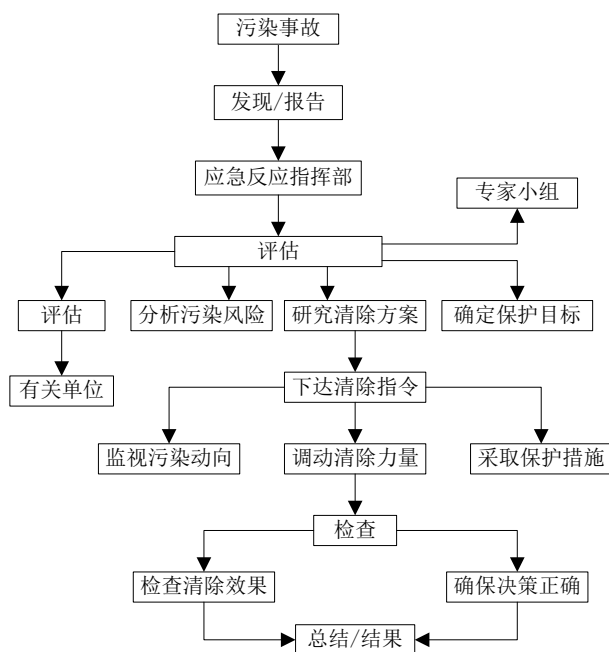 污染事故
发现/报告
应急反应指挥部
专家小组
评估
评估
分析污染风险
研究清除方案
确定保护目标
有关单位
下达清除指令
监视污染动向
调动清除力量
采取保护措施
检查
检查清除效果
确保决策正确
总结/结果